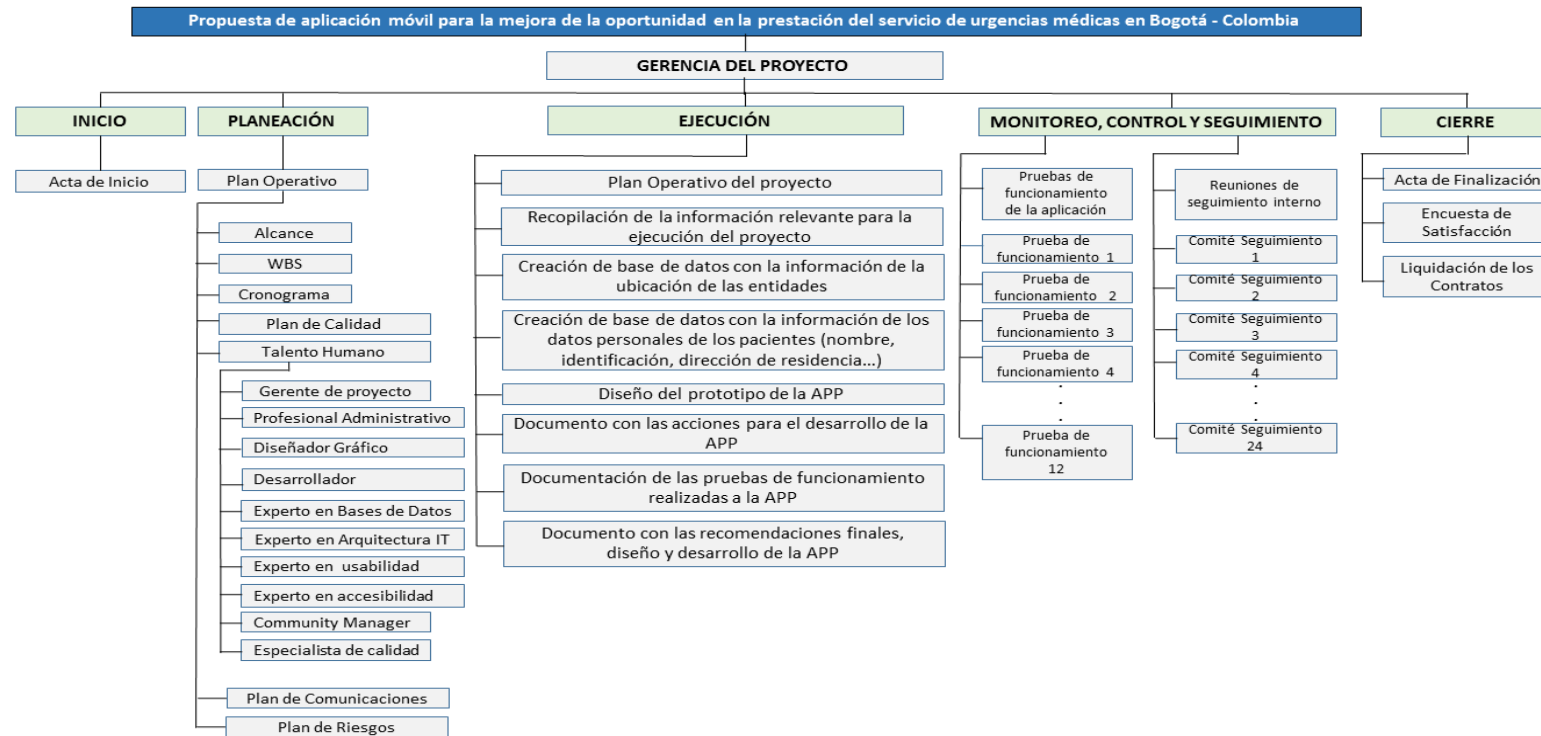 Propuesta de aplicación móvil para la mejora de la oportunidad en la prestación del servicio de urgencias médicas en Bogotá - Colombia
GERENCIA DEL PROYECTO
INICIO
Acta de Inicio
PLANEACIÓN
Plan Operativo
Alcance
WBS
Cronograma
Plan de Calidad
Talento Humano
Gerente de proyecto
Profesional Administrativo
Diseñador Gráfico
Desarrollador
Experto en Bases de Datos
Experto en Arquitectura IT
Experto en usabilidad
Experto en accesibilidad
Community Manager
Especialista de calidad
Plan de Comunicaciones
Plan de Riesgos
EJECUCIÓN
Plan Operativo del proyecto
Recopilación de la información relevante para la
ejecución del proyecto
Creación de base de datos con la información de la
ubicación de las entidades
Creación de base de datos con la información de los
datos personales de los pacientes (nombre,
identificación, dirección de residencia...)
Diseño del prototipo de la APP
Documento con las acciones para el desarrollo de la
APP
Documentación de las pruebas de funcionamiento
realizadas a la APP
Documento con las recomendaciones finales,
diseño y desarrollo de la APP
MONITOREO, CONTROL Y SEGUIMIENTO
Pruebas de
funcionamiento
de la aplicación
Prueba de
funcionamiento 1
Prueba de
funcionamiento 2
Prueba de
funcionamiento 3
Prueba de
funcionamiento 4
.
.
.
Prueba de
funcionamiento
12
Reuniones de
seguimiento interno
Comité Seguimiento
1
Comité Seguimiento
2
Comité Seguimiento
3
Comité Seguimiento
4
.
.
.
Comité Seguimiento
24
CIERRE
Acta de Finalización
Encuesta de
Satisfacción
Liquidación de los
Contratos